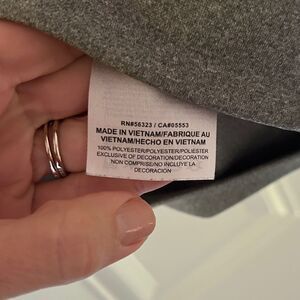 RN#56323 / CA#05553
MADE IN VIETNAM/FABRIQUE AU
VIETNAM/HECHO EN VIETNAM
100% POLYESTER/POLYESTER/POLIESTER
EXCLUSIVE OF DECORATION/DECORATION
NON COMPRISE/NO INCLUYE LA
DECORACIÓN